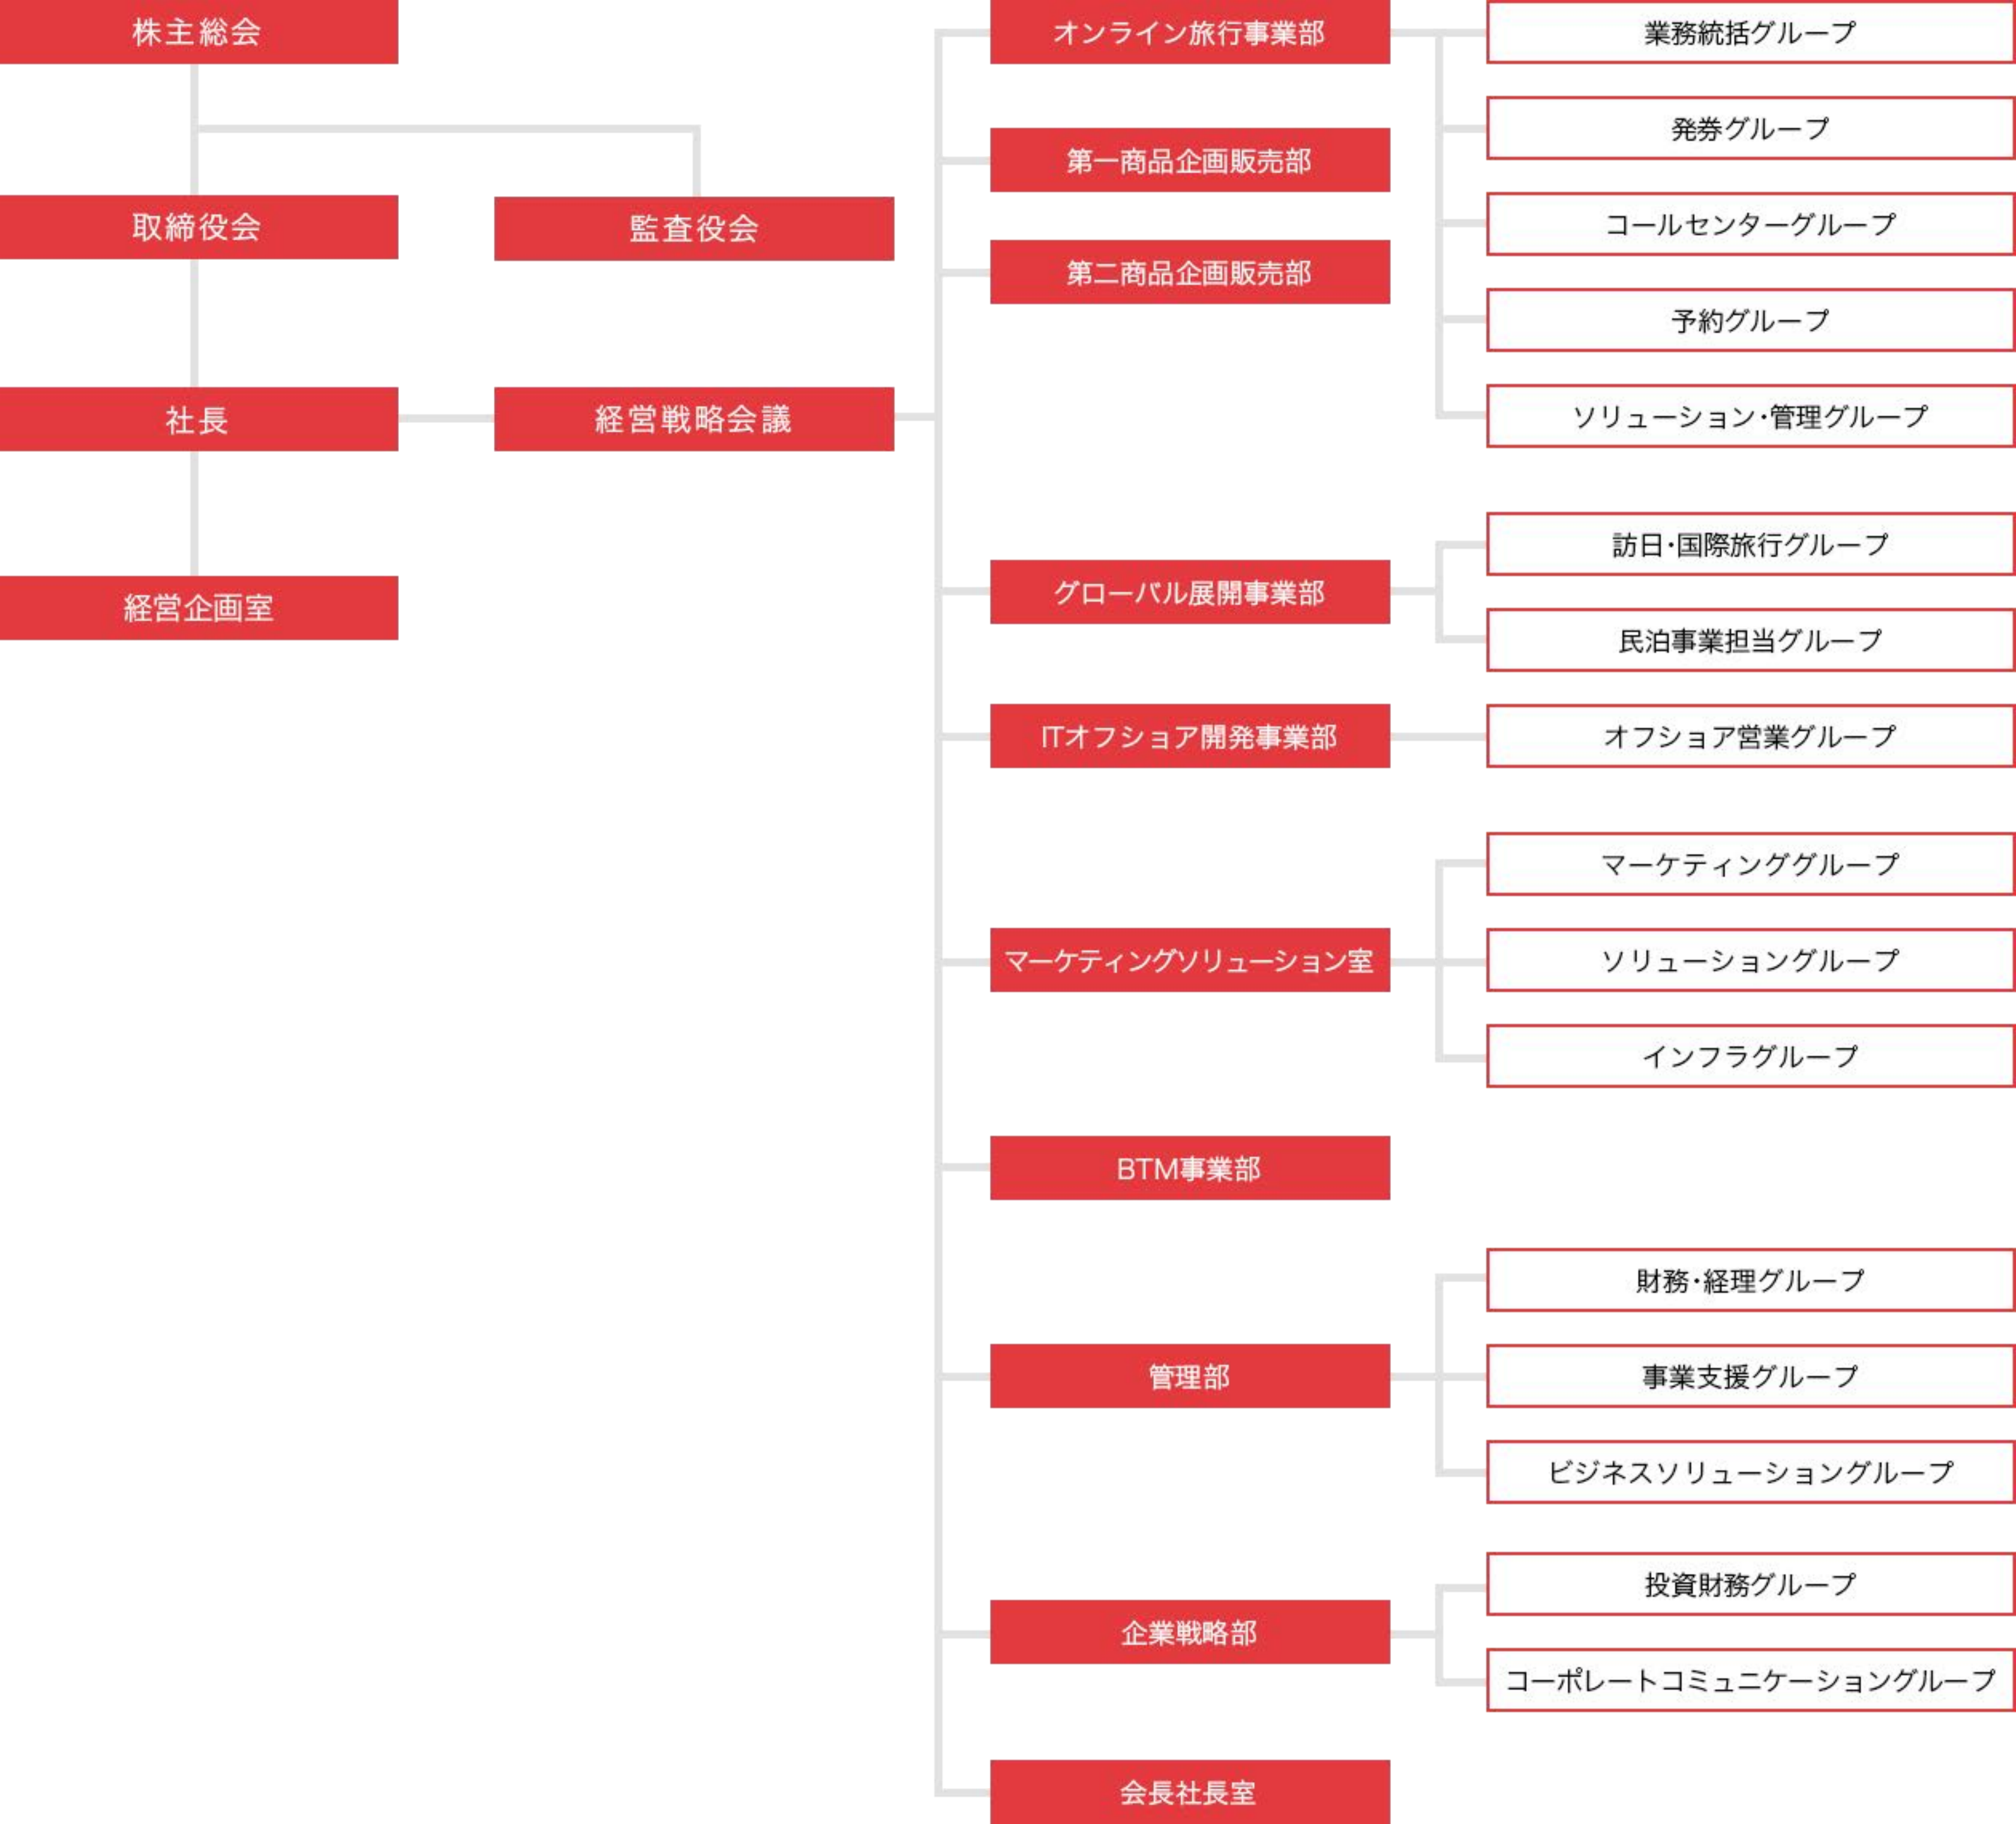 株主総会
取締役会
監査役会
社長
経営戦略会議
経営企画室
オンライン旅行事業部
業務統括グループ
発券グループ
コールセンターグループ
予約グループ
ソリューション・管理グループ
第一商品企画販売部
第二商品企画販売部
グローバル展開事業部
訪日・国際旅行グループ
民泊事業担当グループ
ITオフショア開発事業部
オフショア営業グループ
マーケティングソリューション室
マーケティンググループ
ソリューショングループ
インフラグループ
BTM事業部
管理部
財務・経理グループ
事業支援グループ
ビジネスソリューショングループ
企業戦略部
投資財務グループ
コーポレートコミュニケーショングループ
会長社長室